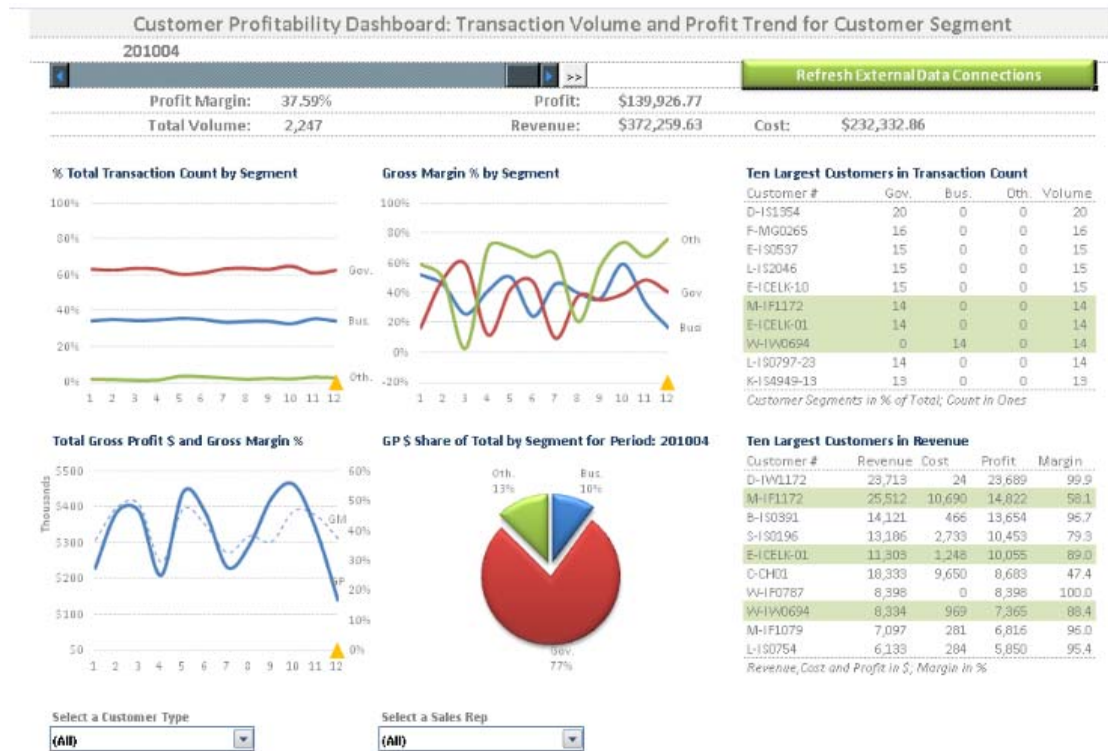 Customer Profitability Dashboard: Transaction Volume and Profit Trend for Customer Segment
201004
>>
Refresh External Data Connections
Profit Margin: 37.59% Profit: $139,926.77
Total Volume: 2,247 Revenue: $372,259.63 Cost: $232,332.86
% Total Transaction Count by Segment
100%
80%
60%
40%
20%
0%
Gov.
Bus.
Oth.
1 2 3 4 5 6 7 8 9 10 11 12
Gross Margin % by Segment
100%
80%
60%
40%
20%
0%
-20%
Oth
Gov
Busi
1 2 3 4 5 6 7 8 9 10 11 12
Ten Largest Customers in Transaction Count
Customer # Gov. Bus. Oth. Volume
D-IS1354 20 0 0 20
F-MG0265 16 0 0 16
E-IS0537 15 0 0 15
L-IS2046 15 0 0 15
E-ICELK-10 15 0 0 15
M-IF1172 14 0 0 14
E-ICELK-01 14 0 0 14
W-IW0694 0 14 0 14
L-IS0797-23 14 0 0 14
K-IS4949-13 13 0 0 13
Customer Segments in % of Total; Count in Ones
Total Gross Profit $ and Gross Margin %
Thousands
$500
$400
$300
$200
$100
$0
60%
50%
40%
30%
20%
10%
0%
GM
GP
1 2 3 4 5 6 7 8 9 10 11 12
GP $ Share of Total by Segment for Period: 201004
Oth.
13%
Bus.
10%
Gov.
77%
Ten Largest Customers in Revenue
Customer # Revenue Cost Profit Margin
D-IW1172 23,713 24 23,689 99.9
M-IF1172 25,512 10,690 14,822 58.1
B-IS0391 14,121 466 13,654 96.7
S-IS0196 13,186 2,733 10,453 79.3
E-ICELK-01 11,303 1,248 10,055 89.0
C-CH01 18,333 9,650 8,683 47.4
W-IF0787 8,398 0 8,398 100.0
W-IW0694 8,334 969 7,365 88.4
M-IF1079 7,097 281 6,816 96.0
L-IS0754 6,133 284 5,850 95.4
Revenue, Cost and Profit in $; Margin in %
Select a Customer Type
(All)
Select a Sales Rep
(All)